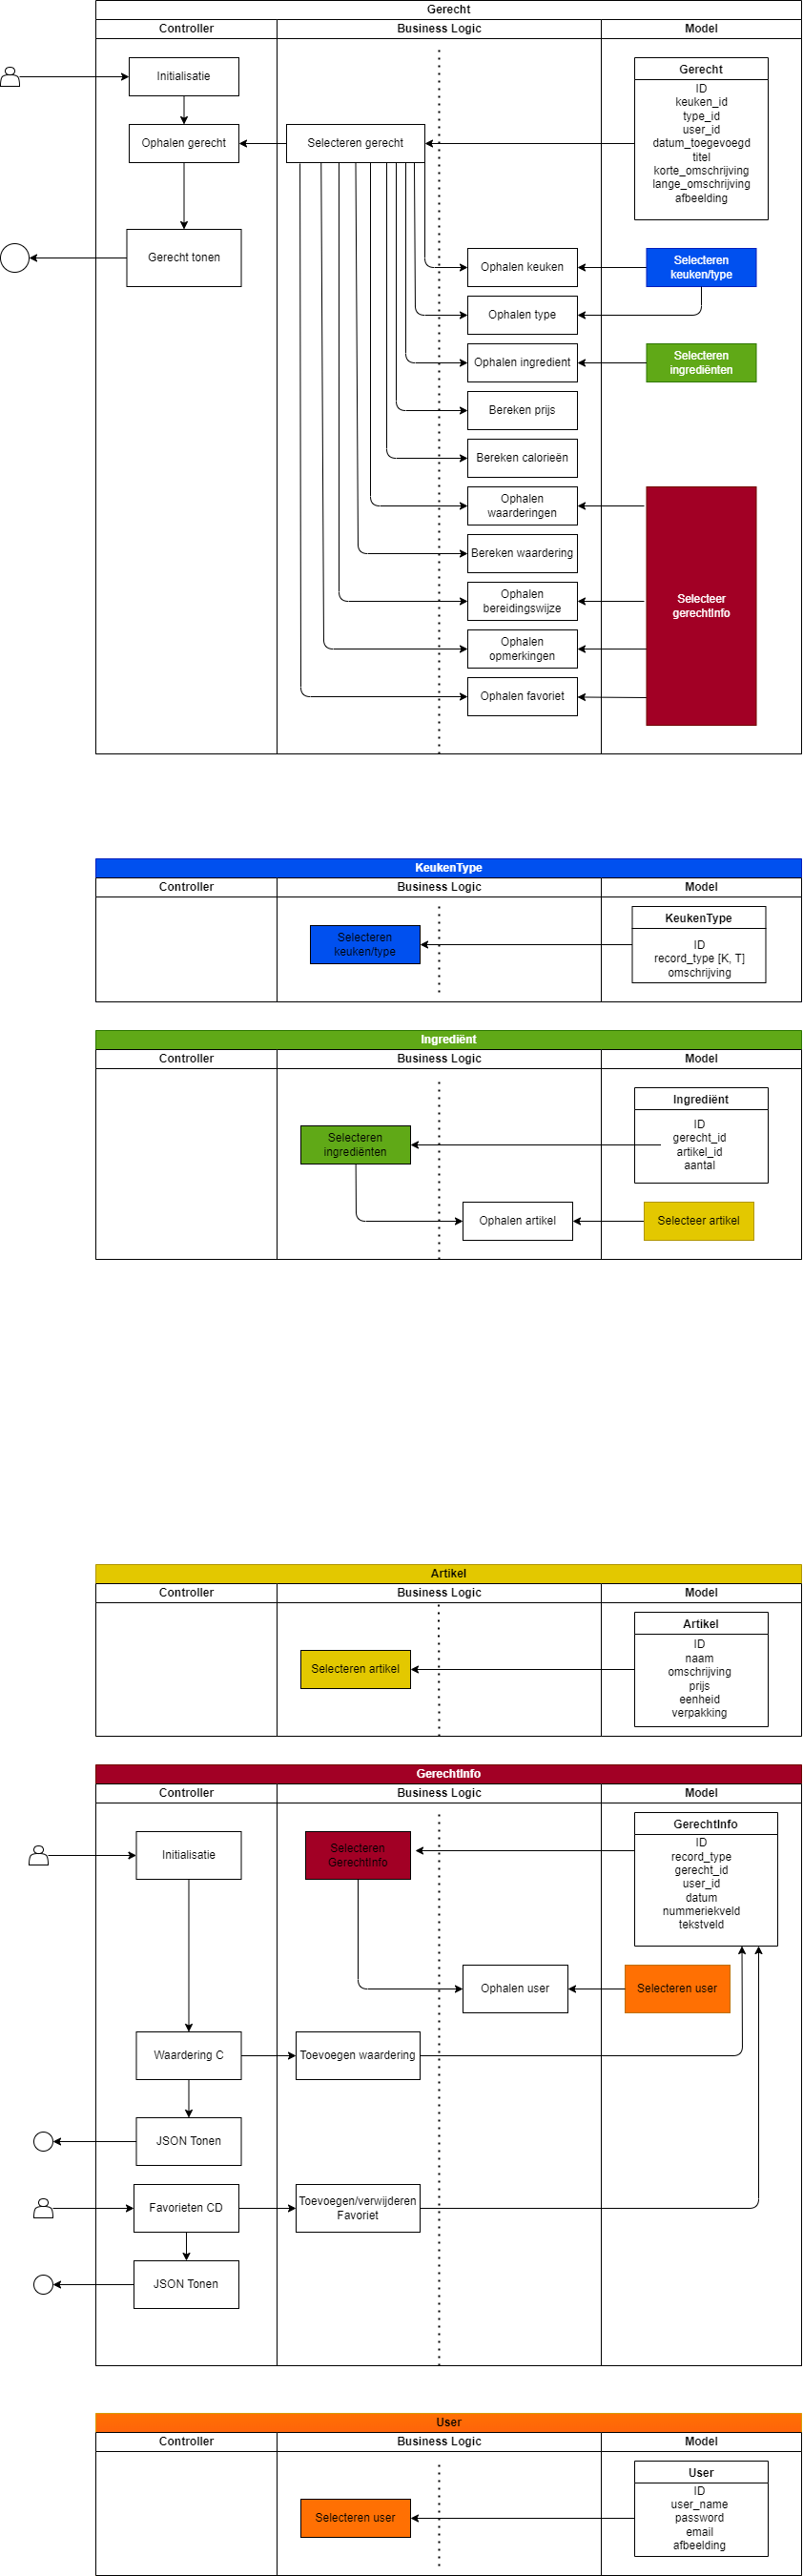 Gerecht
Controller
Business Logic
Model
Initialisatie
Ophalen gerecht
Gerecht tonen
Selecteren gerecht
Gerecht
ID
keuken_id
type_id
user_id
datum_toegevoegd
titel
korte_omschrijving
lange_omschrijving
afbeelding
Ophalen keuken
Selecteren
keuken/type
Ophalen type
Ophalen ingredient
Selecteren
ingrediënten
Bereken prijs
Bereken calorieën
Ophalen
waarderingen
Bereken waardering
Ophalen
bereidingswijze
Selecteer
gerechtInfo
Ophalen
opmerkingen
Ophalen favoriet
KeukenType
Controller
Business Logic
Model
Selecteren
keuken/type
KeukenType
ID
record_type [K, T]
omschrijving
Ingrediënt
Controller
Business Logic
Model
Selecteren
ingrediënten
Ingrediënt
ID
gerecht_id
artikel_id
aantal
Ophalen artikel
Selecteer artikel
Artikel
Controller
Business Logic
Model
Selecteren artikel
Artikel
ID
naam
omschrijving
prijs
eenheid
verpakking
GerechtInfo
Controller
Business Logic
Model
Initialisatie
Selecteren
GerechtInfo
GerechtInfo
ID
record_type
gerecht_id
user_id
datum
nummeriekveld
tekstveld
Ophalen user
Selecteren user
Waardering C
Toevoegen waardering
JSON Tonen
Favorieten CD
Toevoegen/verwijderen
Favoriet
JSON Tonen
User
Controller
Business Logic
Model
Selecteren user
User
ID
user_name
password
email
afbeelding